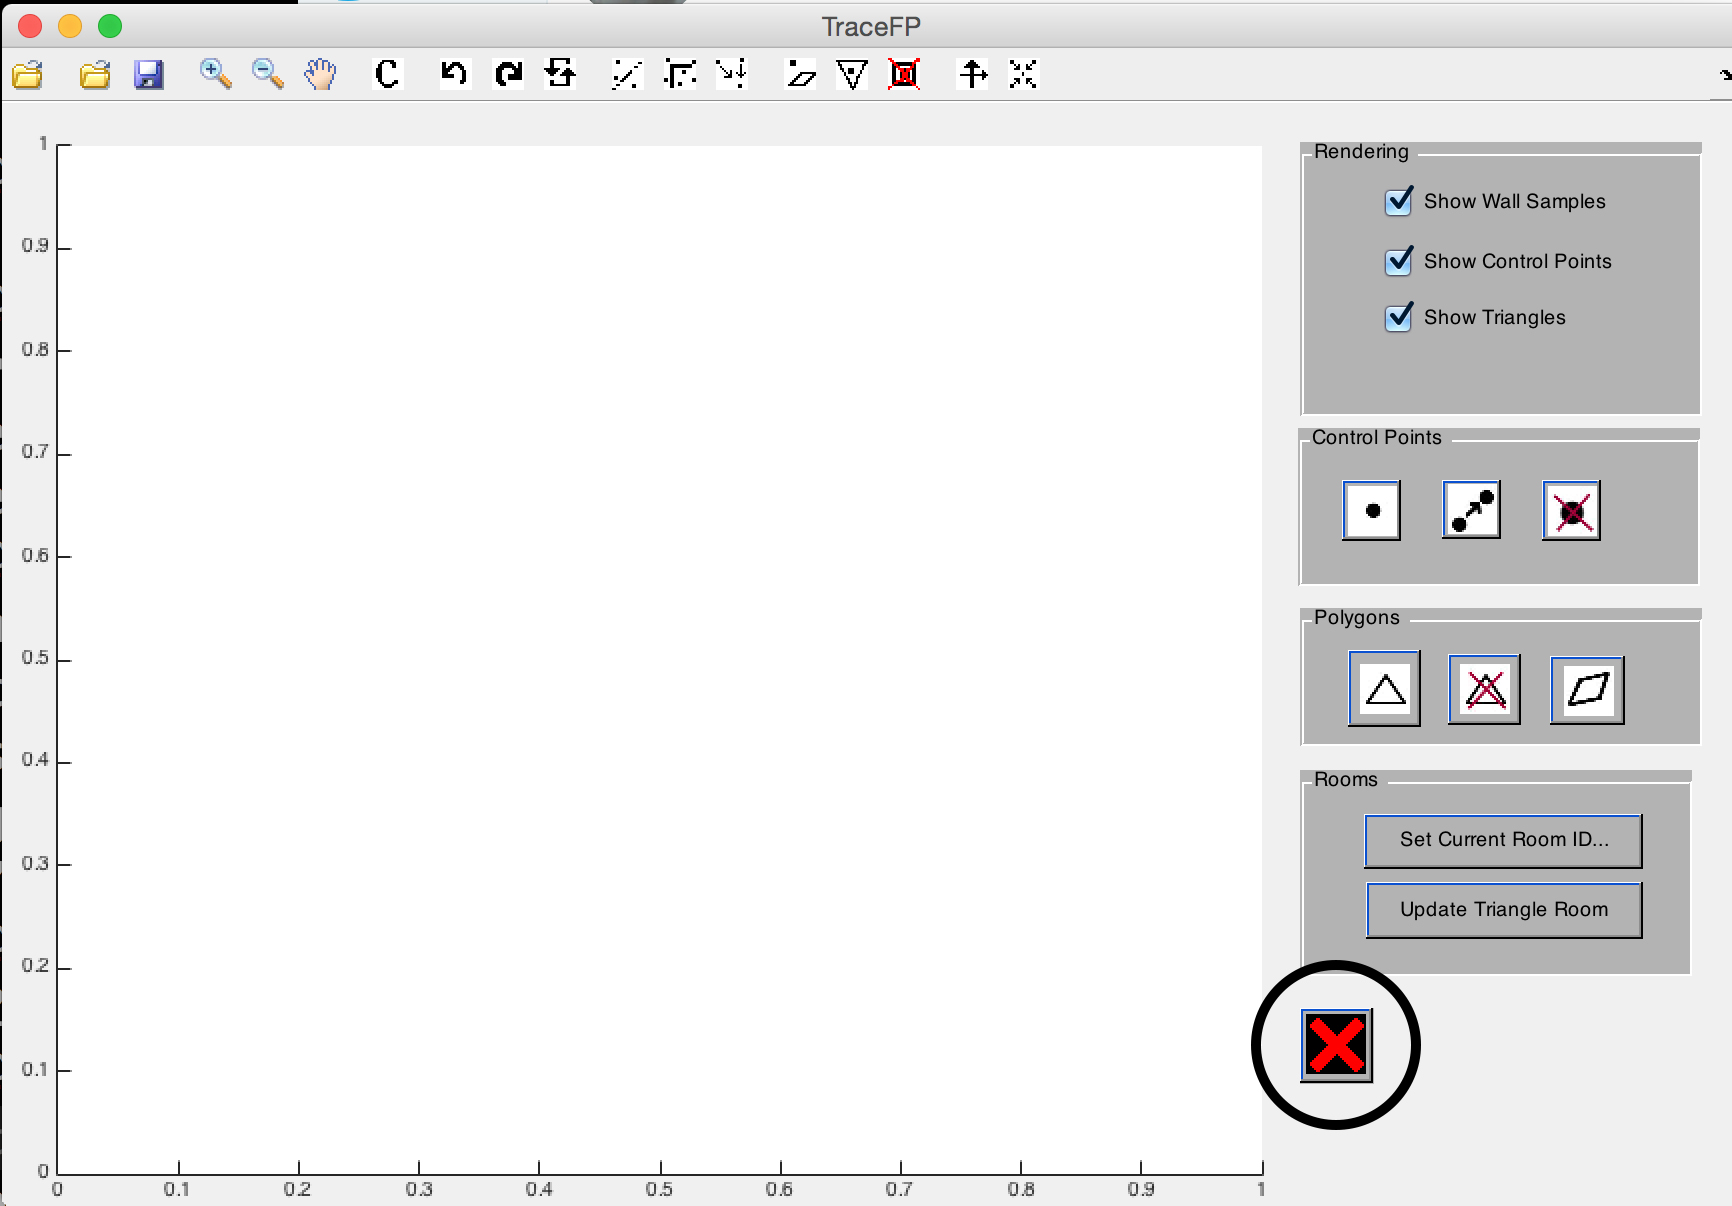 TraceFP
C
1
0.9
0.8
0.7
0.6
0.5
0.4
0.3
0.2
0.1
0
0 0.1 0.2 0.3 0.4 0.5 0.6 0.7 0.8 0.9 1
Rendering
Show Wall Samples
Show Control Points
Show Triangles
Control Points
Polygons
Rooms
Set Current Room ID...
Update Triangle Room